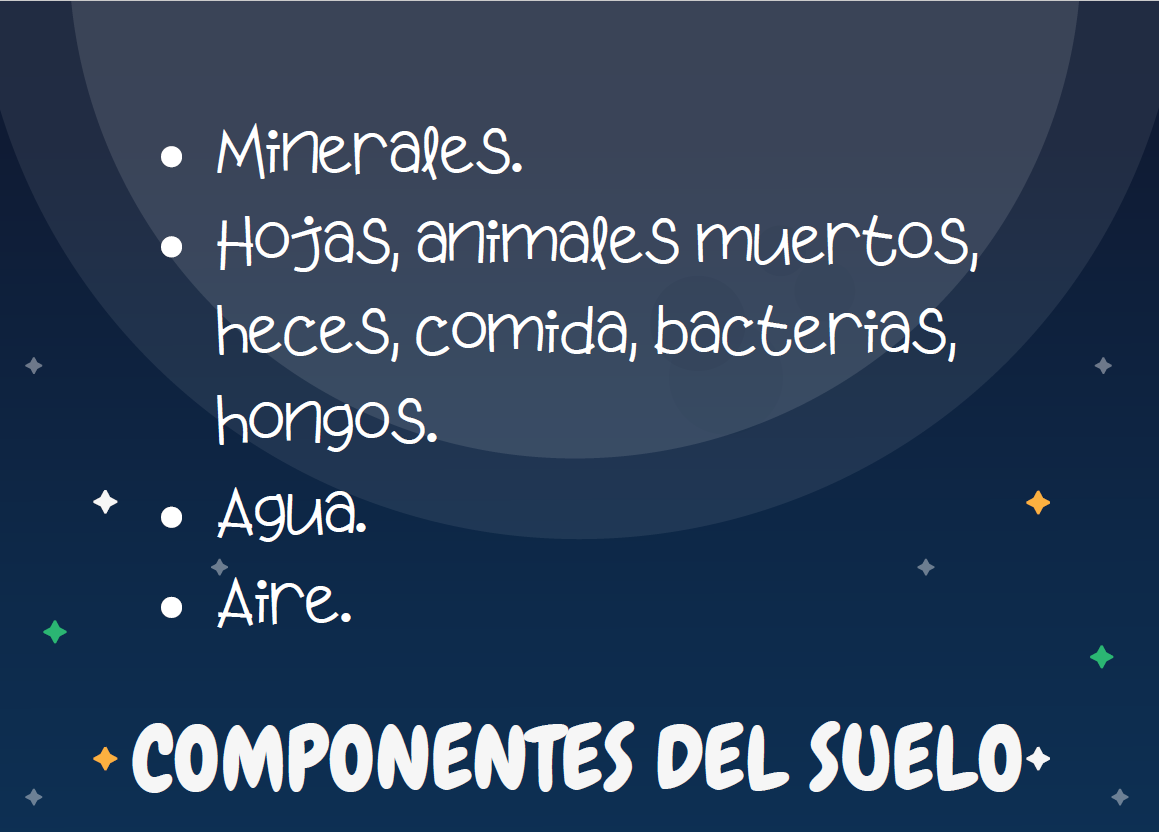 • Minerales.
• Hojas, animales muertos,
heces, comida, bacterias,
hongos.
• Agua.
• Aire.
COMPONENTES DEL SUELO